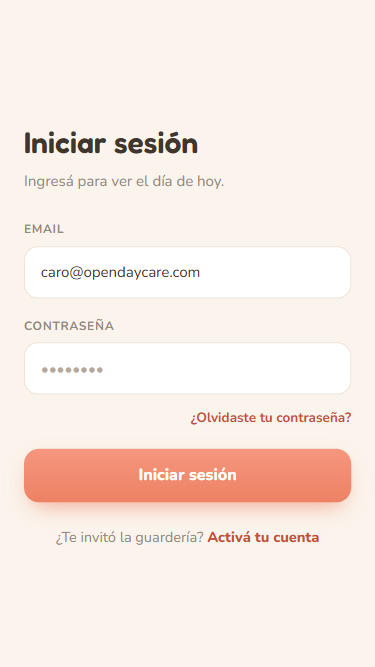 Iniciar sesión
Ingresá para ver el día de hoy.
EMAIL
caro@opendaycare.com
CONTRASEÑA
••••••••
¿Olvidaste tu contraseña?
Iniciar sesión
¿Te invitó la guardería? Activá tu cuenta